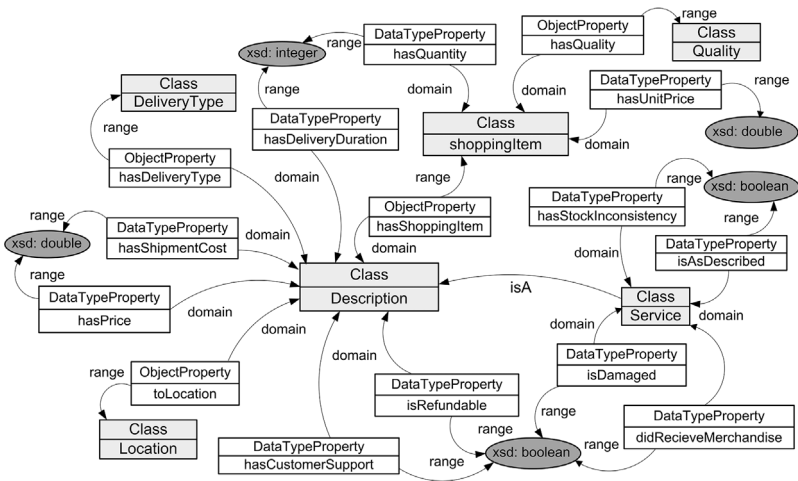 ObjectProperty
hasQuality
range
Class
Quality
DataTypeProperty
hasQuantity
range
xsd: integer
domain
domain
DataTypeProperty
hasUnitPrice
range
domain
xsd: double
Class
DeliveryType
range
range
DataTypeProperty
hasDeliveryDuration
Class
shoppingItem
ObjectProperty
hasDeliveryType
domain
domain
range
ObjectProperty
hasShoppingItem
domain
DataTypeProperty
hasStockInconsistency
range
xsd: boolean
range
domain
DataTypeProperty
isAsDescribed
domain
range
DataTypeProperty
hasShipmentCost
domain
xsd: double
range
DataTypeProperty
hasPrice
domain
Class
Description
isA
Class
Service
ObjectProperty
toLocation
domain
range
Class
Location
domain
domain
DataTypeProperty
isRefundable
range
domain
DataTypeProperty
isDamaged
range
DataTypeProperty
didRecieveMerchandise
range
DataTypeProperty
hasCustomerSupport
range
xsd: boolean